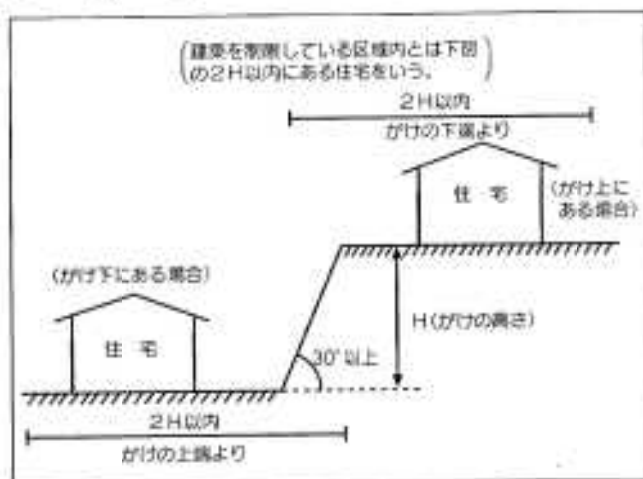 (建築を制限している区域内とは下図
の2H以内にある住宅をいう。)
2H以内
がけの下端より
住 宅
(がけ上に
ある場合)
(がけ下にある場合)
住 宅
H(がけの高さ)
30°以上
2H以内
がけの上端より